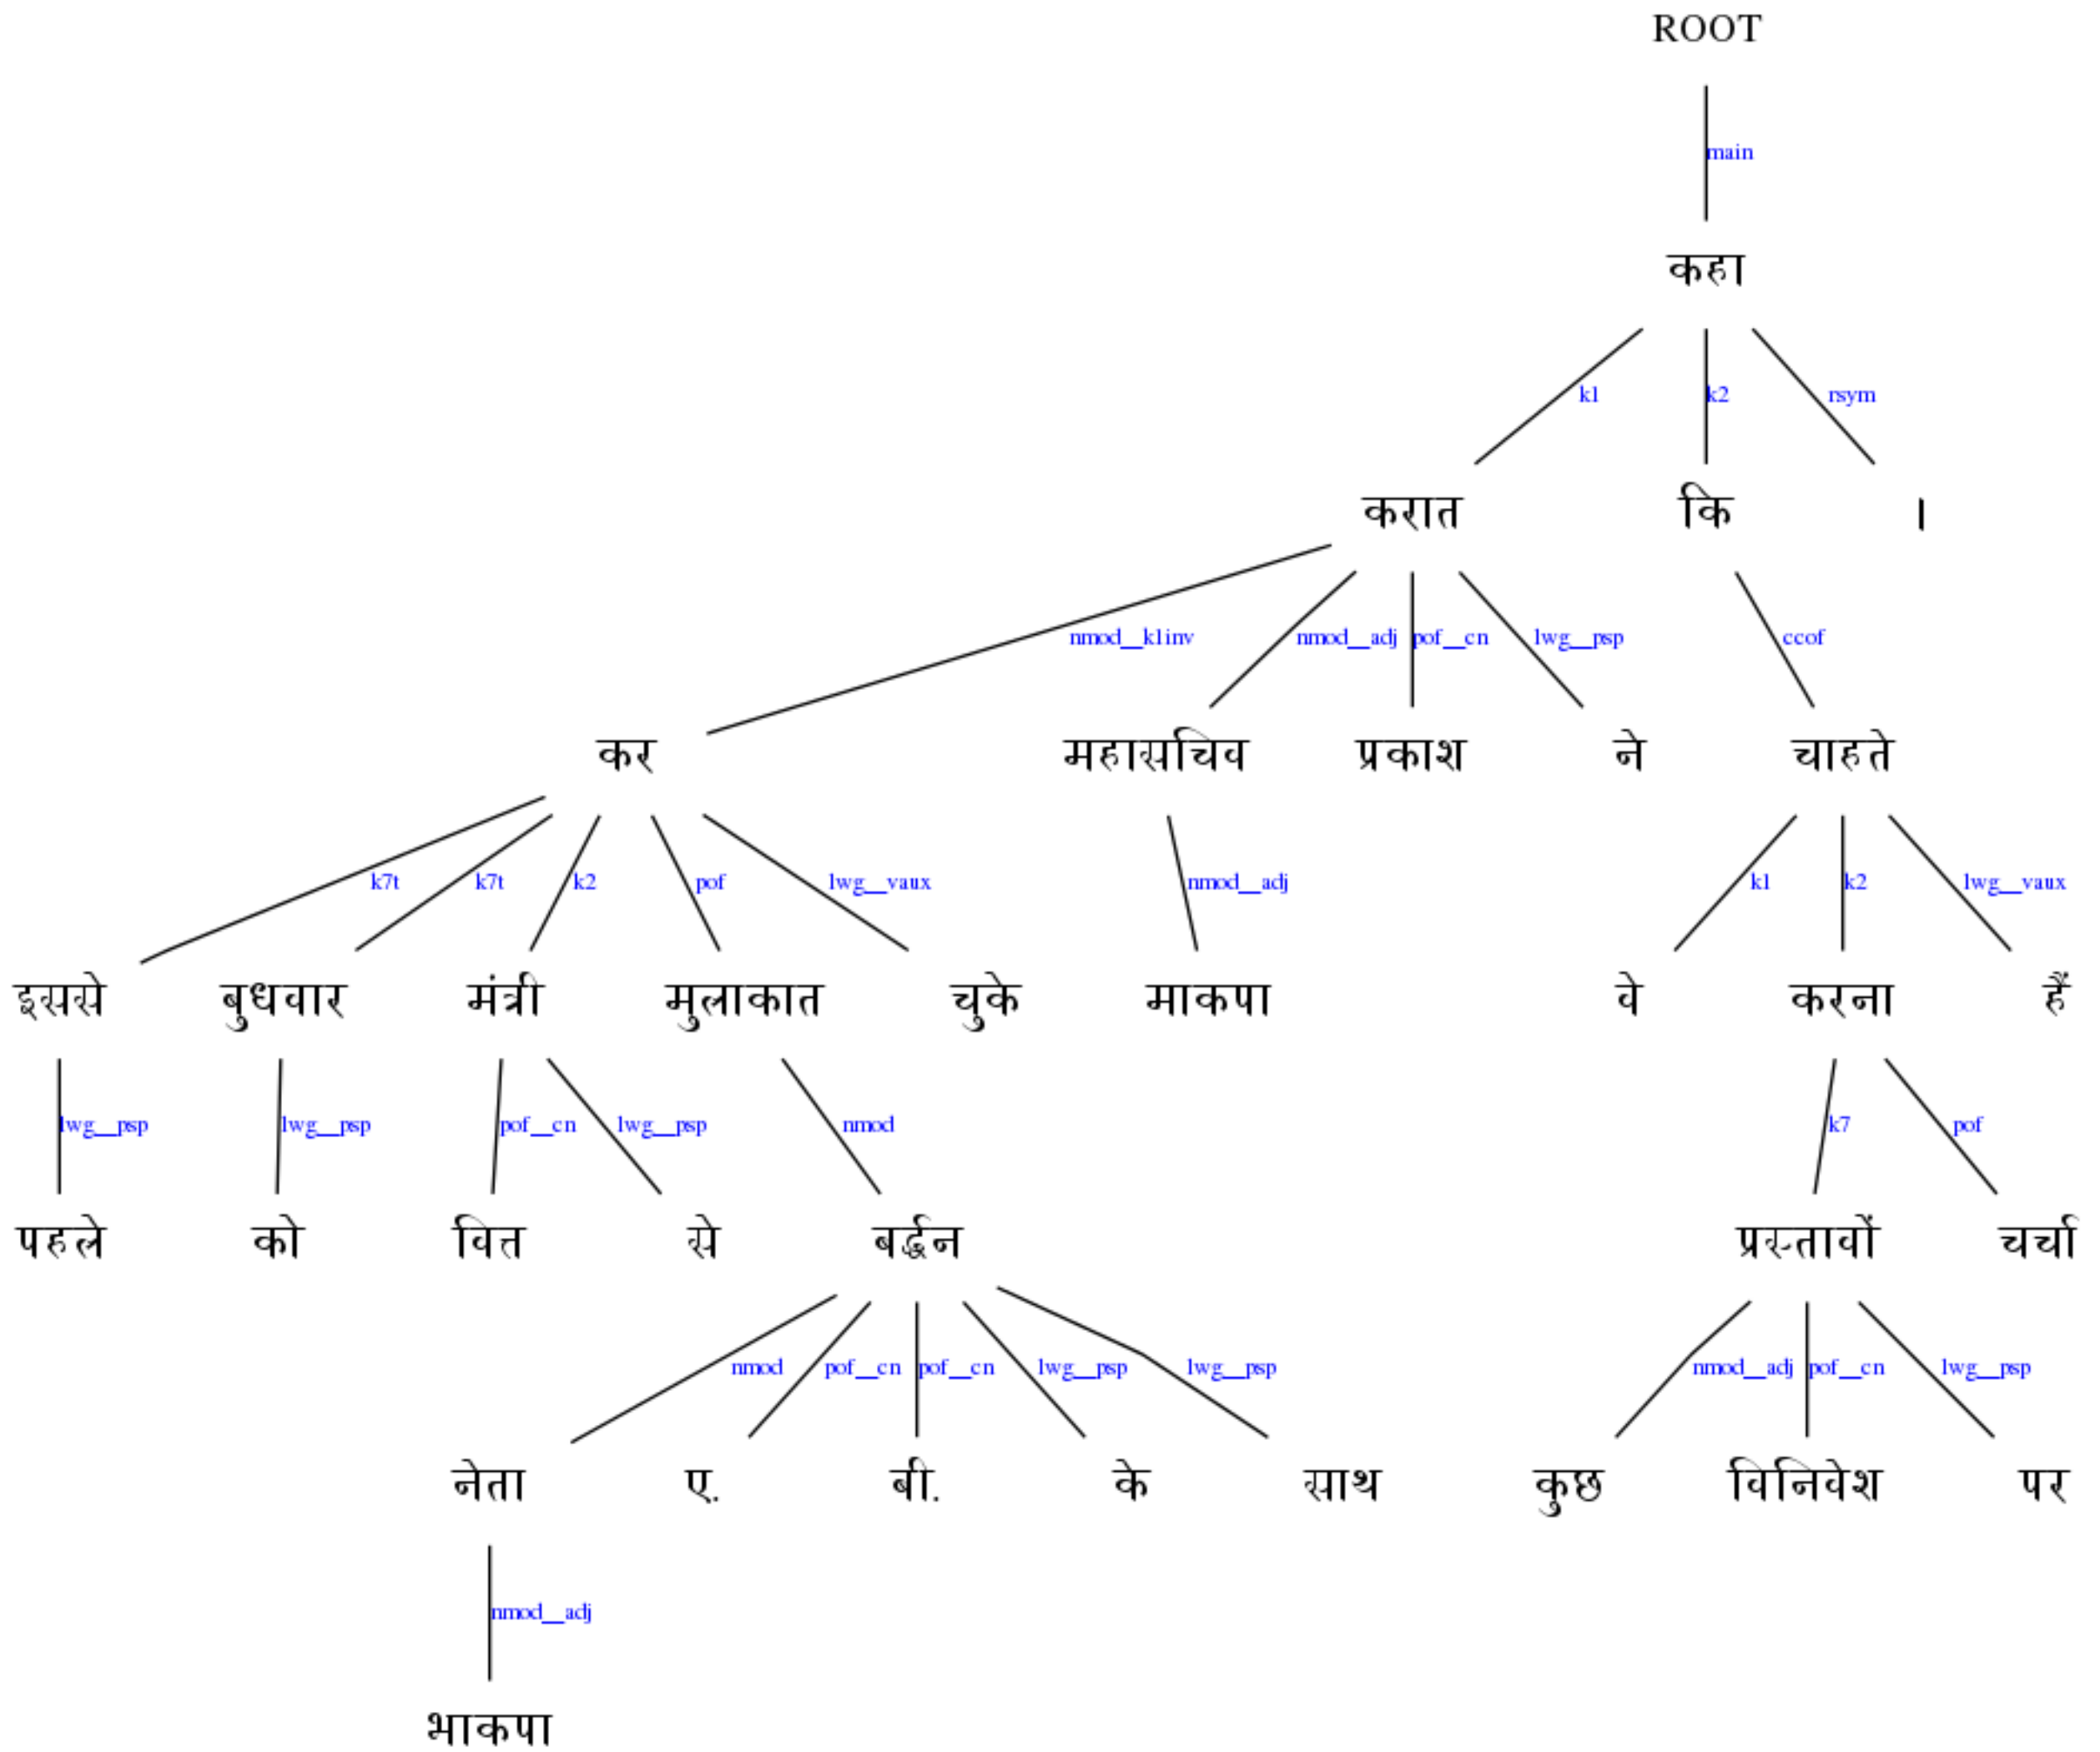 ROOT
main
कहा
k1 k2 rsym
करात कि ।
nmod__k1inv nmod__adj pof__cn lwg__psp ccof
कर महासचिव प्रकाश ने चाहते
k7t k7t k2 pof lwg__vaux nmod__adj k1 k2 lwg__vaux
इससे बुधवार मंत्री मुलाकात चुके माकपा वे करना हैं
lwg__psp lwg__psp pof__cn lwg__psp nmod k7 pof
पहले को वित्त से बर्द्धन प्रस्तावों चर्चा
nmod pof__cn pof__cn lwg__psp lwg__psp nmod__adj pof__cn lwg__psp
नेता ए. बी. के साथ कुछ विनिवेश पर
nmod__adj
भाकपा